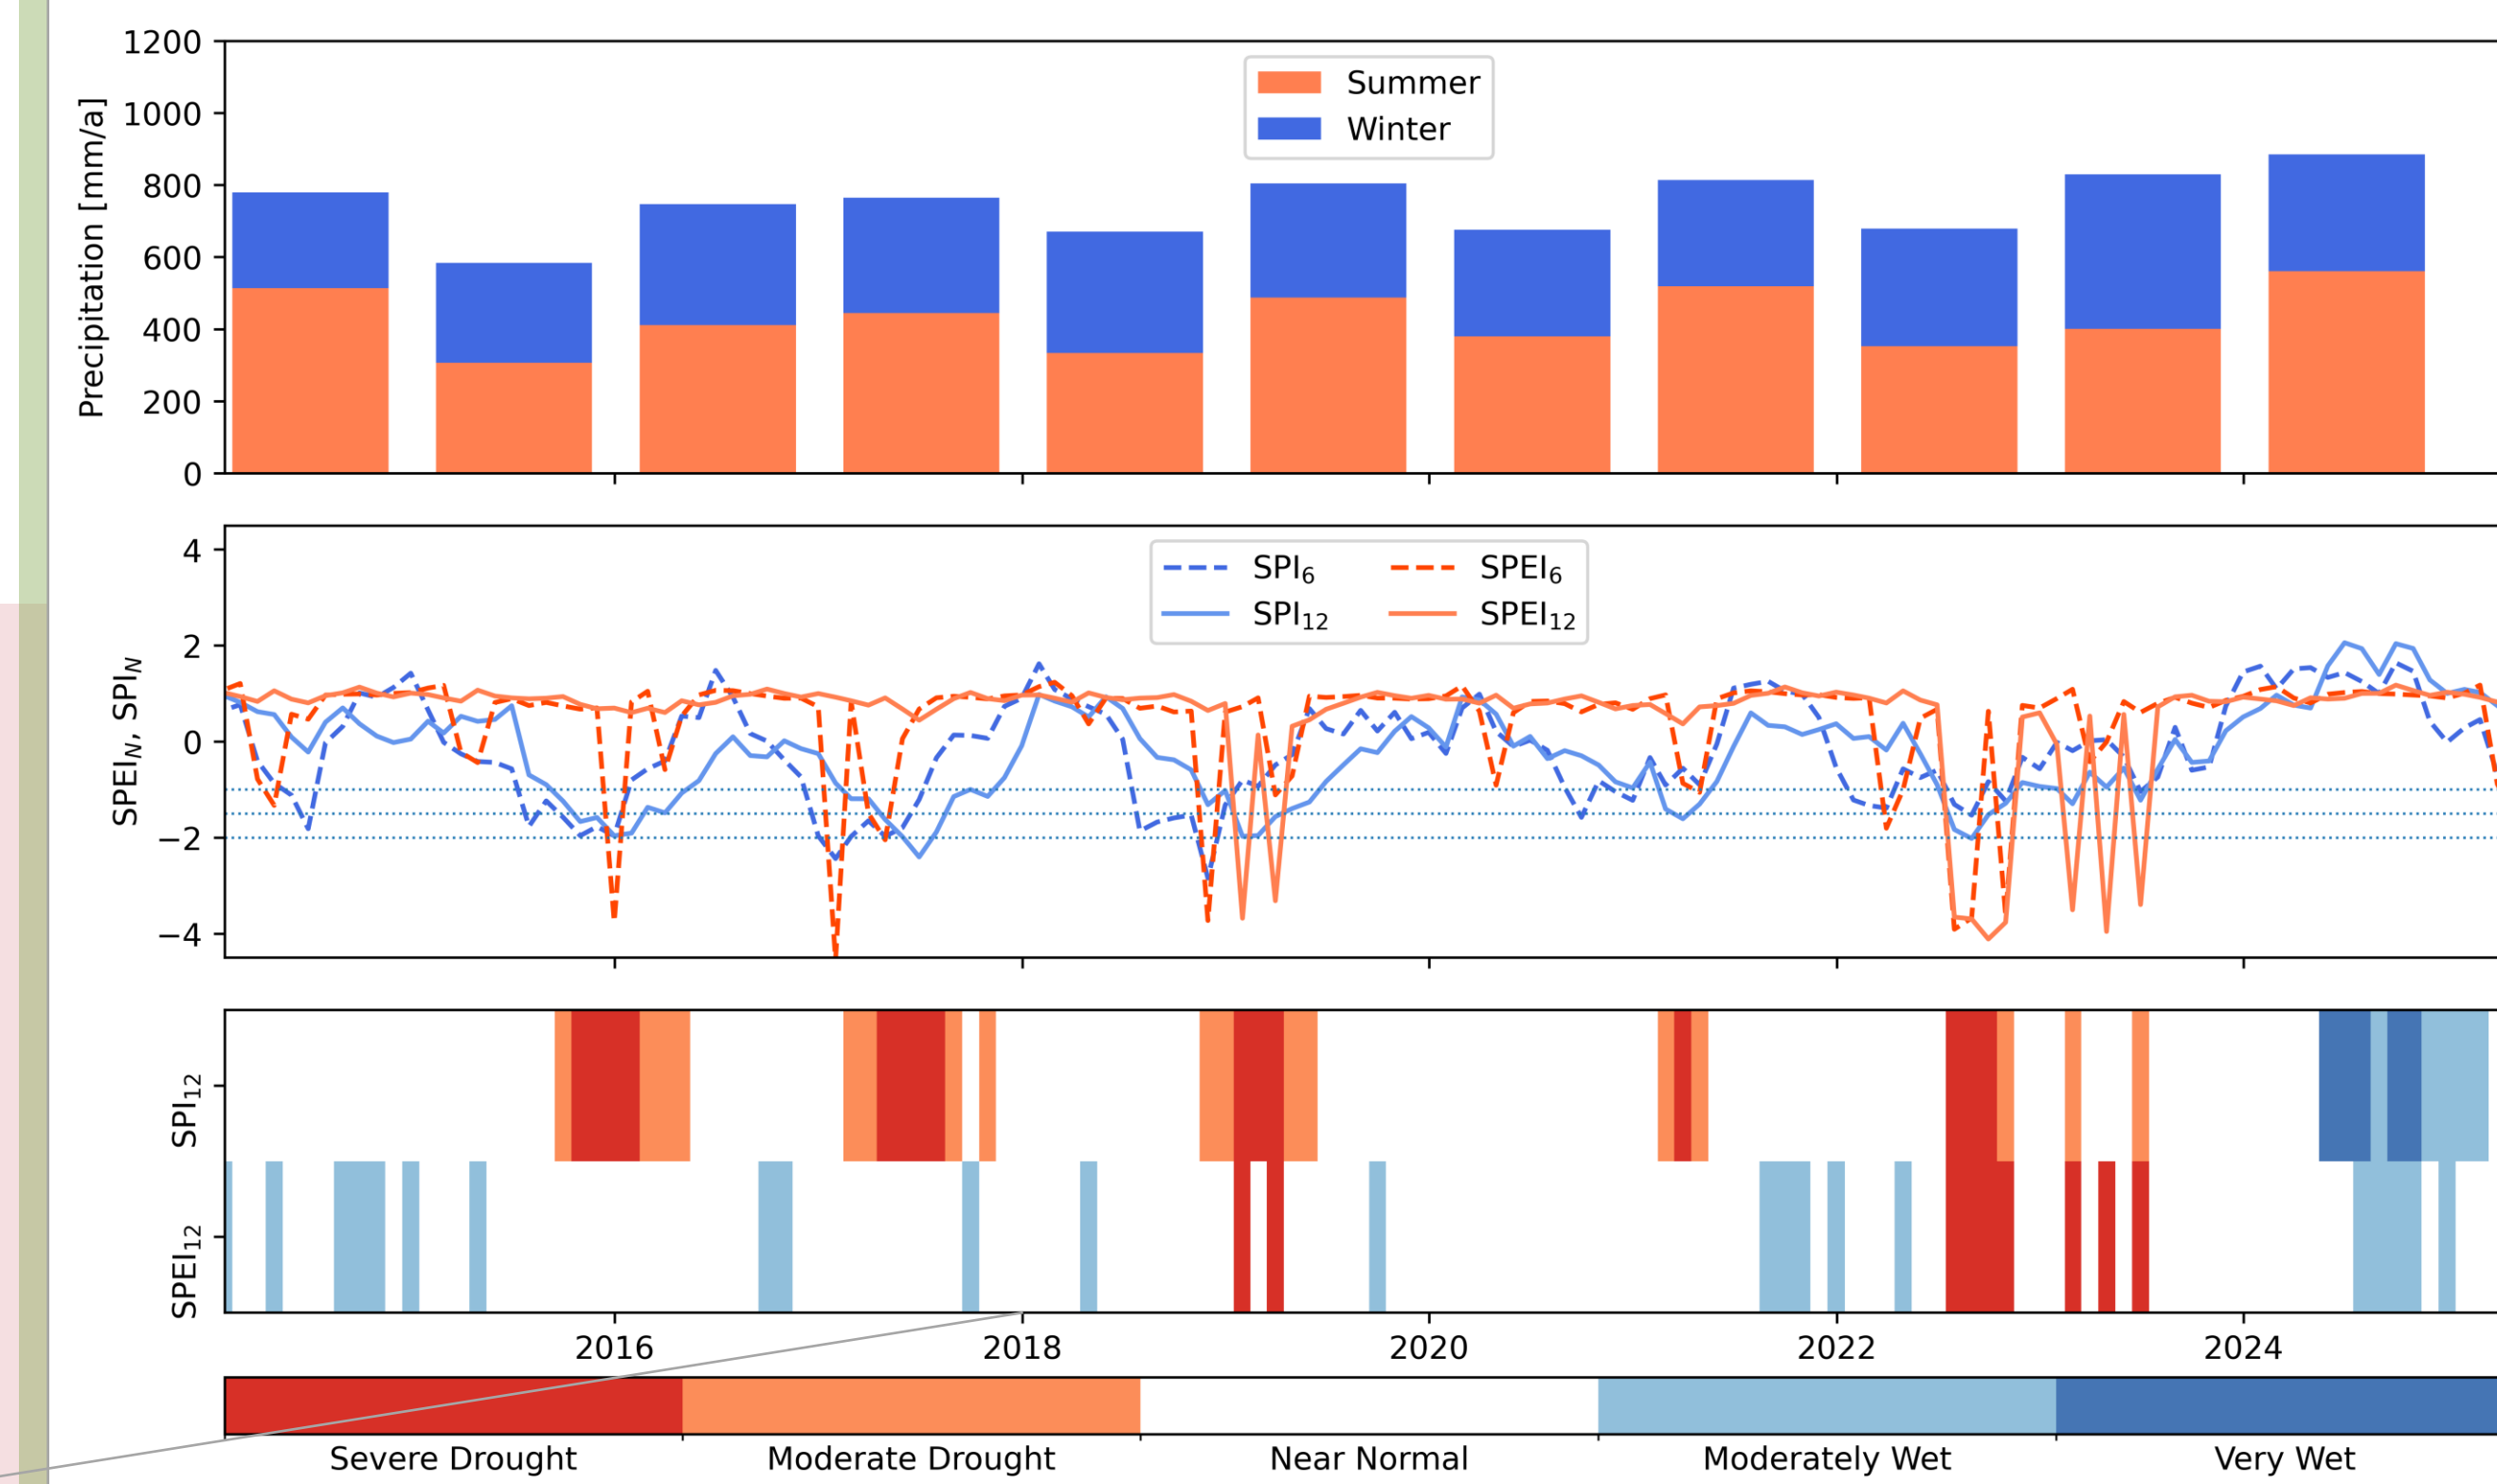 1200
1000
800
600
400
200
0
Precipitation [mm/a]
Summer
Winter
4
2
0
−2
−4
SPEI_N, SPI_N
SPI_6
SPEI_6
SPI_12
SPEI_12
SPI_12
SPEI_12
2016 2018 2020 2022 2024
Severe Drought Moderate Drought Near Normal Moderately Wet Very Wet